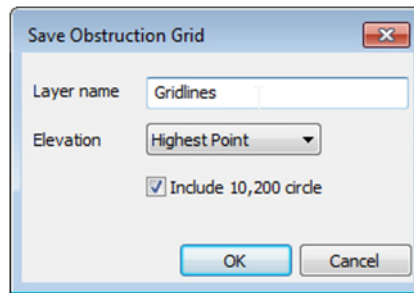 Save Obstruction Grid
Layer name Gridlines
Elevation Highest Point
Include 10,200 circle
OK Cancel